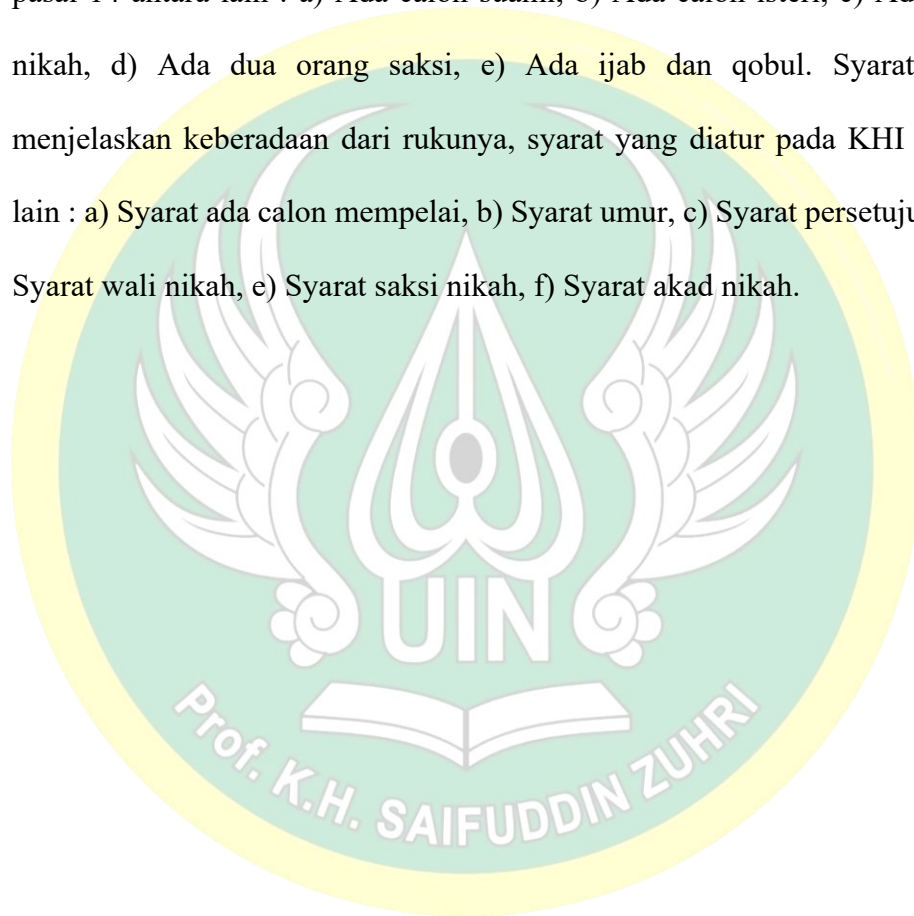 pasal 14 antara lain : a) Ada calon suami, b) Ada calon isteri, c)
nikah, d) Ada dua orang saksi, e) Ada ijab dan qobul. Syarat
menjelaskan keberadaan dari rukunya, syarat yang diatur pada KHI
lain : a) Syarat ada calon mempelai, b) Syarat umur, c) Syarat
Syarat wali nikah, e) Syarat saksi nikah, f) Syarat akad nikah.
UIN
Prof. K.H. SAIFUDDIN ZUHRI